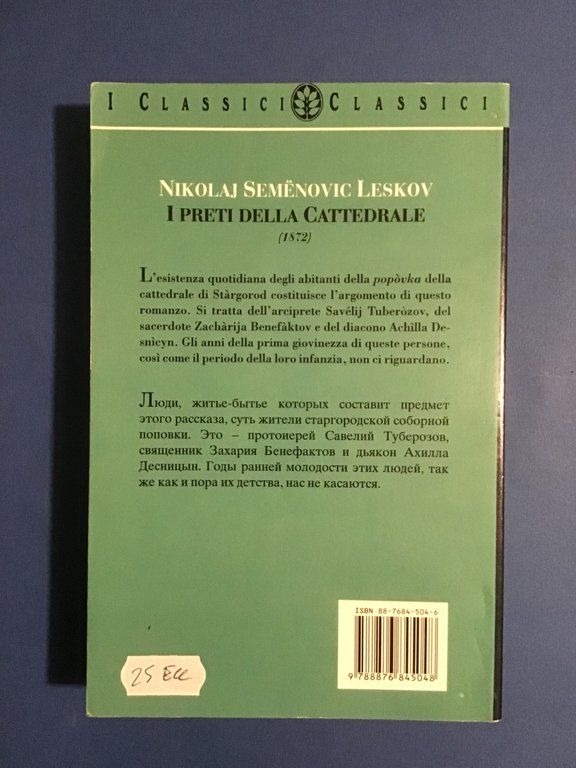 I CLASSICI CLASSICI
NIKOLAJ SEMËNOVIC LESKOV
I PRETI DELLA CATTEDRALE
(1872)
L'esistenza quotidiana degli abitanti della popòvka della
cattedrale di Stàrgorod costituisce l'argomento di questo
romanzo. Si tratta dell'arciprete Savélij Tuberòzov, del
sacerdote Zachàrija Benefàktov e del diacono Achìlla De-
snìcyn. Gli anni della prima giovinezza di queste persone,
così come il periodo della loro infanzia, non ci riguardano.
Люди, житье-бытье которых составит предмет
этого рассказа, суть жители старгородской соборной
поповки. Это – протоиерей Савелий Туберозов,
священник Захария Бенефактов и дьякон Ахилла
Десницын. Годы ранней молодости этих людей, так
же как и пора их детства, нас не касаются.
ISBN 88-7684-504-6
9 788876 845048
25 Ecc